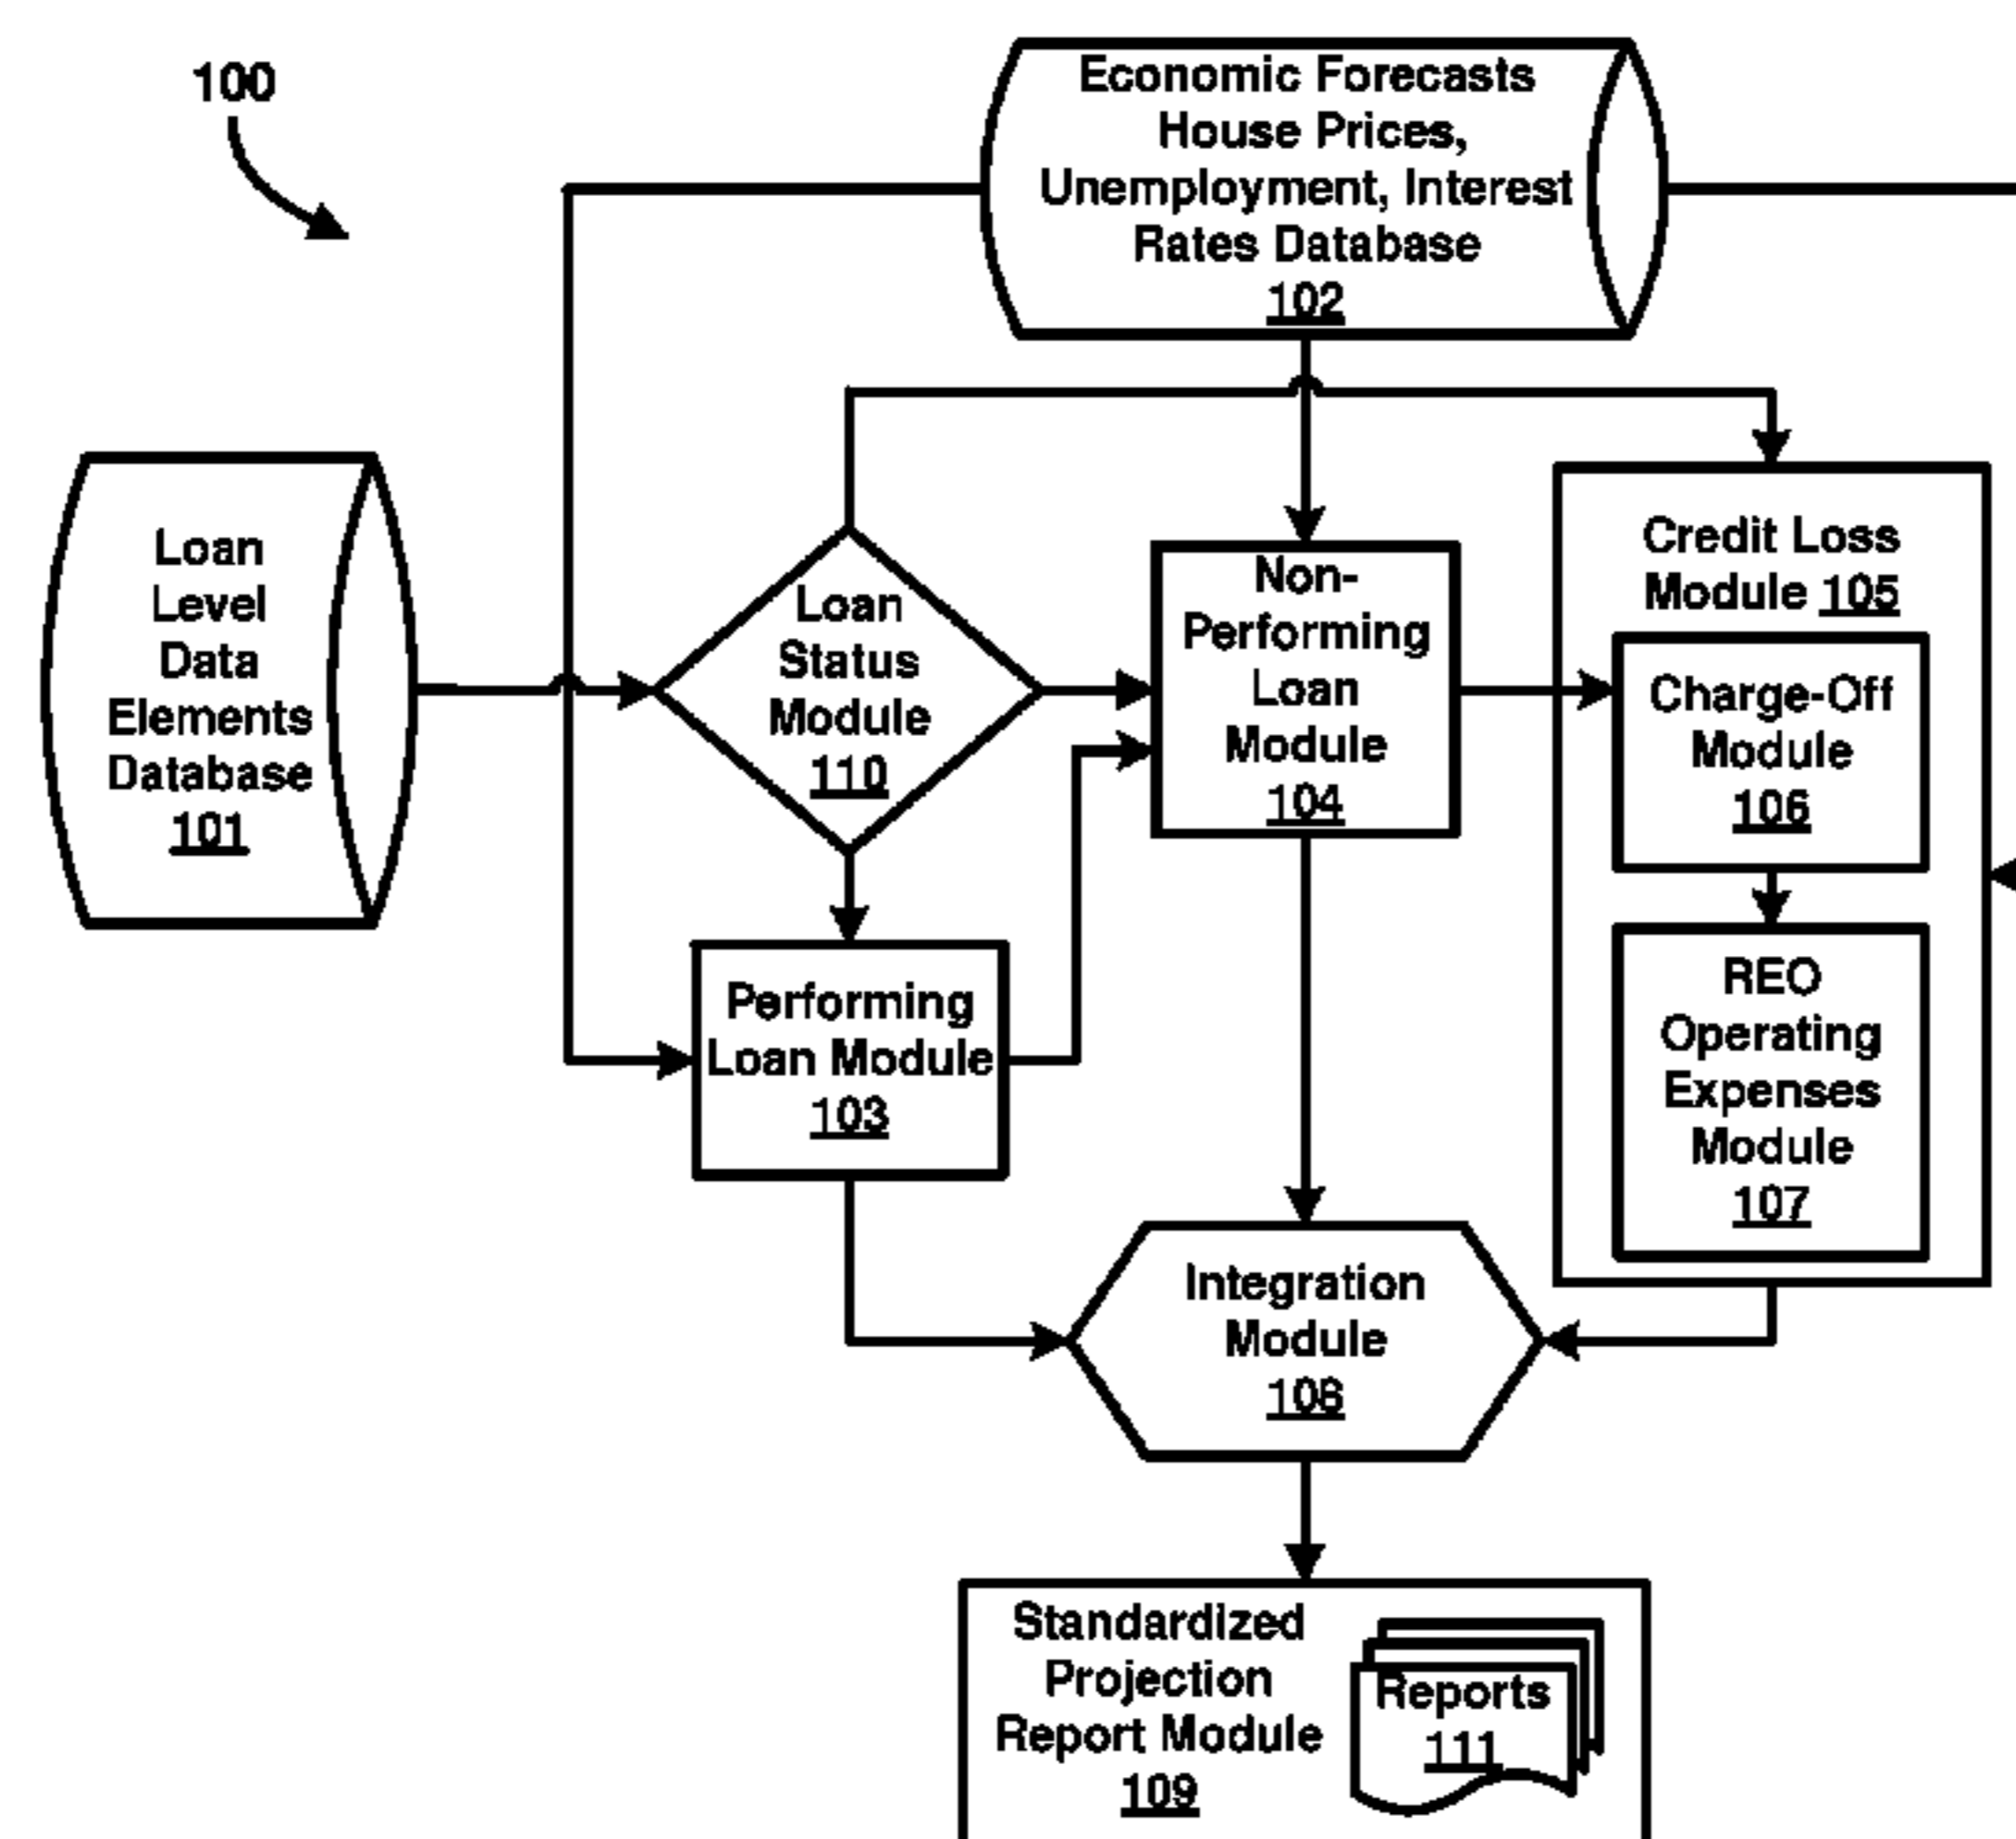 100
Economic Forecasts
House Prices,
Unemployment, Interest
Rates Database
102
Loan
Level
Data
Elements
Database
101
Loan
Status
Module
110
Non-
Performing
Loan
Module
104
Credit Loss
Module 105
Charge-Off
Module
106
REO
Operating
Expenses
Module
107
Performing
Loan Module
103
Integration
Module
108
Standardized
Projection
Report Module
109
Reports
111